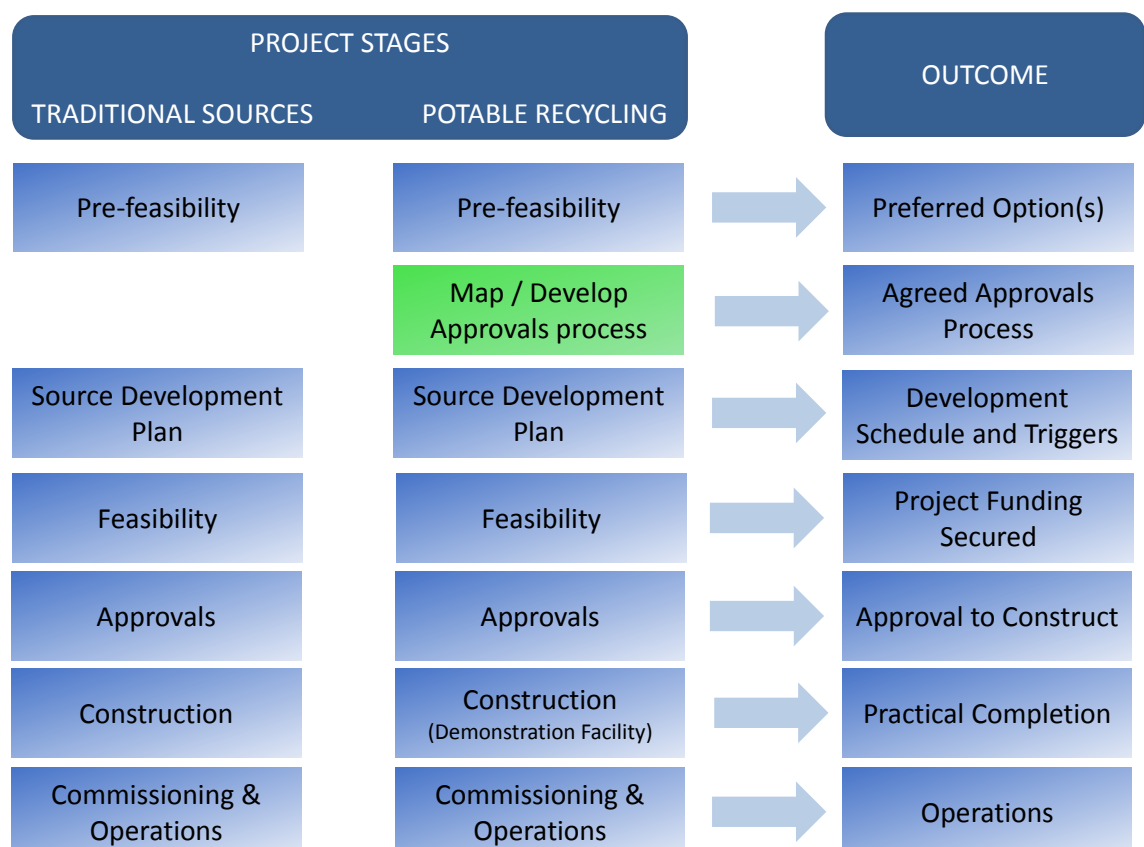 PROJECT STAGES
TRADITIONAL SOURCES
POTABLE RECYCLING
OUTCOME
Pre-feasibility
Pre-feasibility
Preferred Option(s)
Map / Develop
Approvals process
Agreed Approvals
Process
Source Development
Plan
Source Development
Plan
Development
Schedule and Triggers
Feasibility
Feasibility
Project Funding
Secured
Approvals
Approvals
Approval to Construct
Construction
Construction
(Demonstration Facility)
Practical Completion
Commissioning &
Operations
Commissioning &
Operations
Operations